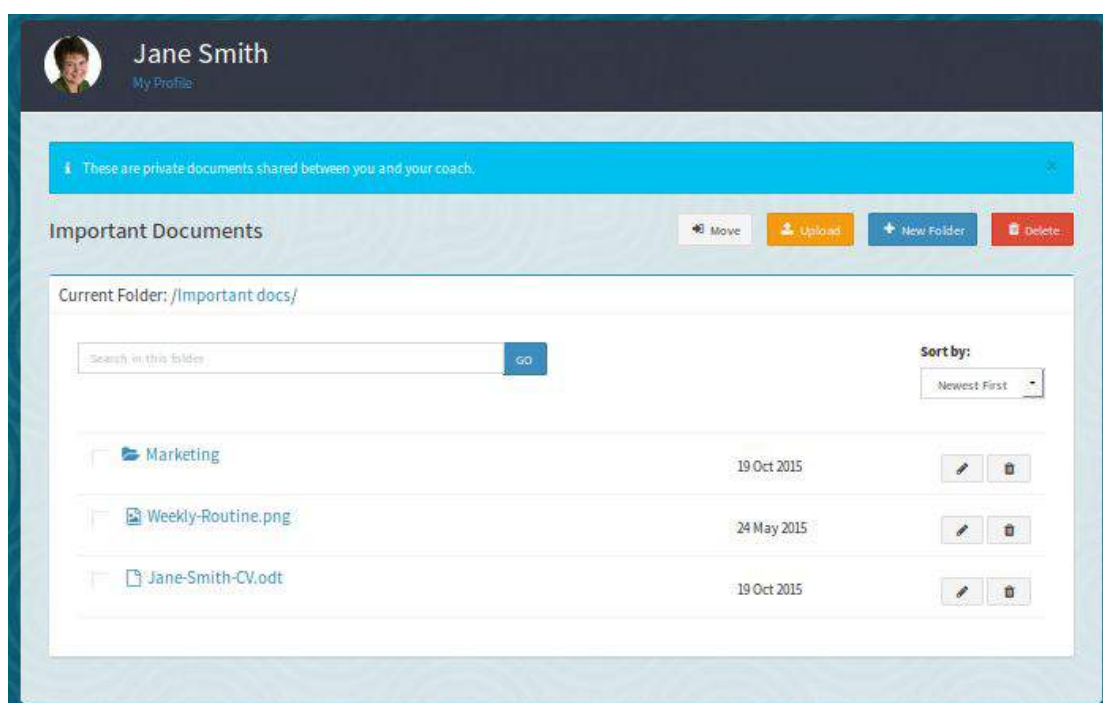 Jane Smith
My Profile
These are private documents shared between you and your coach.
×
Important Documents
Move
Upload
New Folder
Delete
Current Folder: /Important docs/
Search in this folder
GO
Sort by:
Newest First
Marketing
19 Oct 2015
Weekly-Routine.png
24 May 2015
Jane-Smith-CV.odt
19 Oct 2015